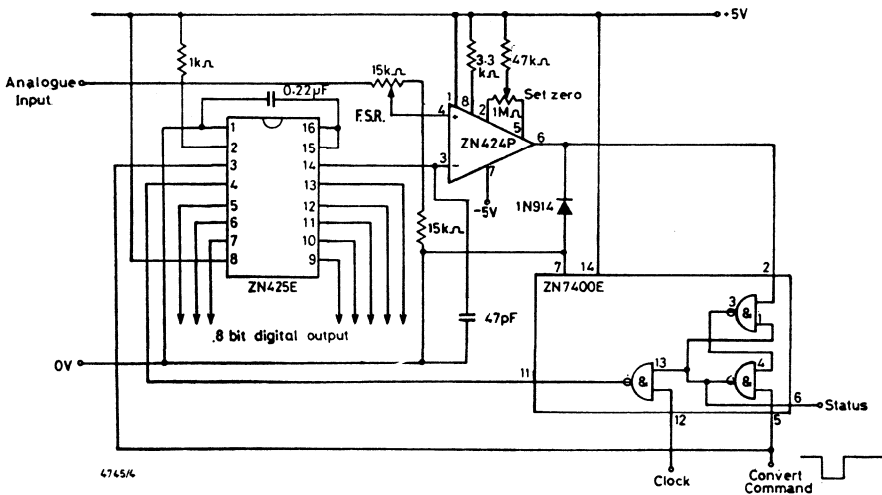 +5V
1kΩ
3.3
kΩ
47kΩ
Analogue
Input
15kΩ
0.22µF
F.S.R.
Set zero
1MΩ
1
8
2
5
4
+
3
−
6
7
ZN424P
-5V
1
2
3
4
5
6
7
8
16
15
14
13
12
11
10
9
ZN425E
15kΩ
1N914
7
14
2
ZN7400E
8 bit digital output
47pF
0V
3
&
1
11
&
13
4
&
6
Status
12
5
4745/4
Clock
Convert
Command